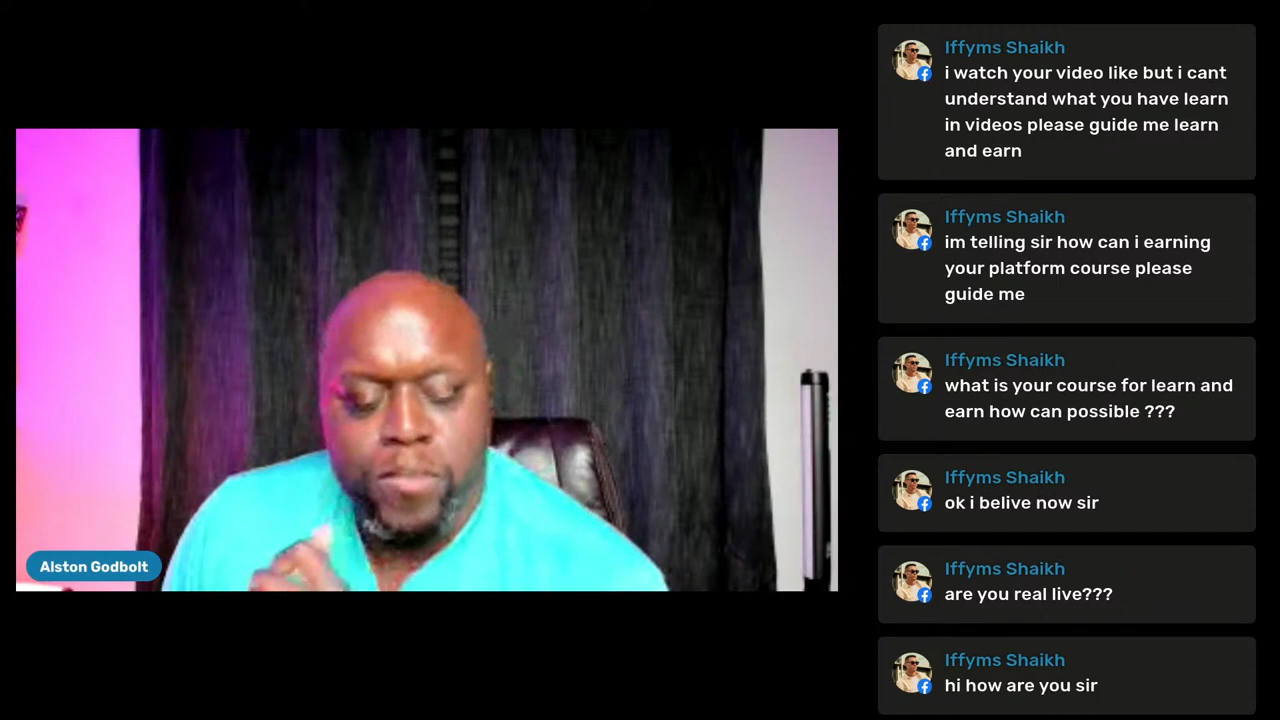 Alston Godbolt
Iffyms Shaikh
i watch your video like but i cant
understand what you have learn
in videos please guide me learn
and earn
Iffyms Shaikh
im telling sir how can i earning
your platform course please
guide me
Iffyms Shaikh
what is your course for learn and
earn how can possible ???
Iffyms Shaikh
ok i belive now sir
Iffyms Shaikh
are you real live???
Iffyms Shaikh
hi how are you sir